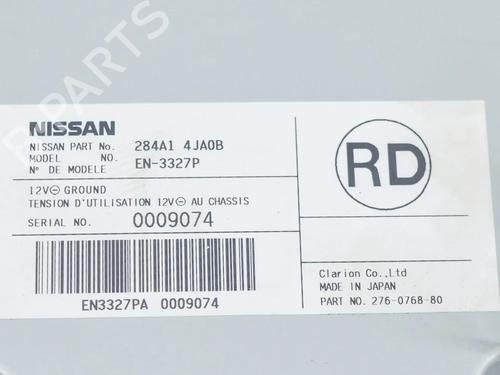 B PARTS
NISSAN
NISSAN PART No. 284A1 4JA0B
MODEL NO. EN-3327P
N° DE MODELE
12V⊖ GROUND
TENSION D'UTILISATION 12V⊖ AU CHASSIS
SERIAL NO. 0009074
EN3327PA 0009074
RD
Clarion Co.,Ltd
MADE IN JAPAN
PART NO. 276-0768-80